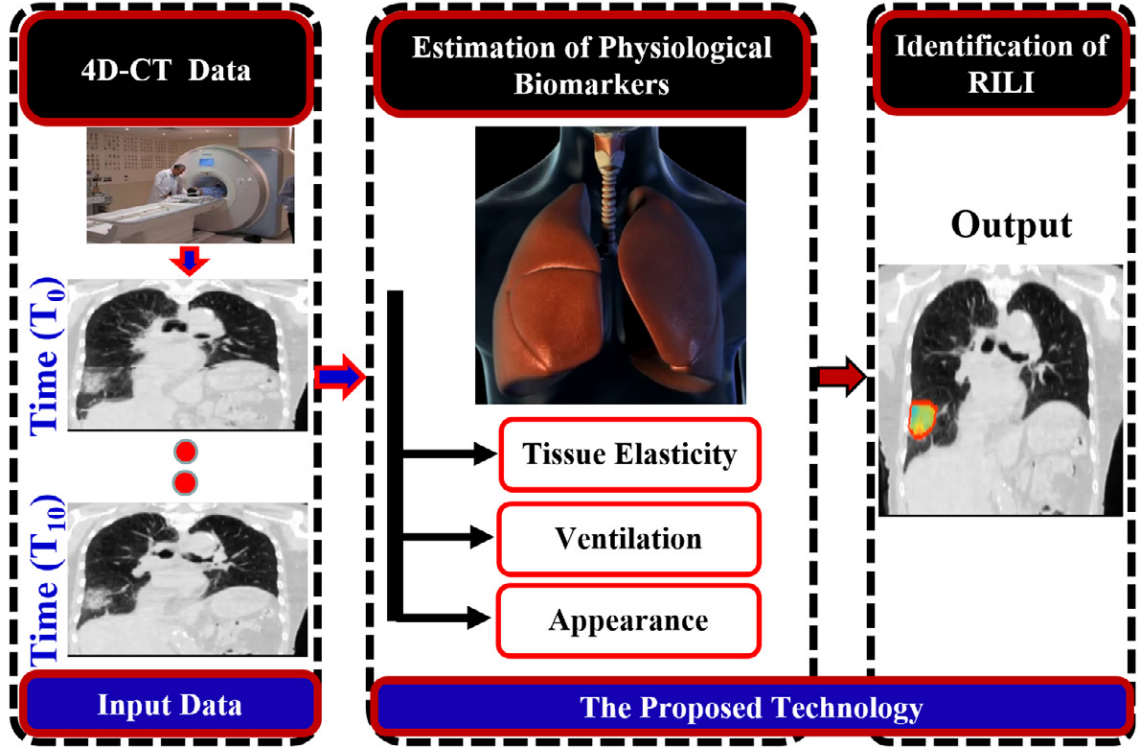 4D-CT Data
Time (T0)
Time (T10)
Input Data
Estimation of Physiological
Biomarkers
Tissue Elasticity
Ventilation
Appearance
Identification of
RILI
Output
The Proposed Technology